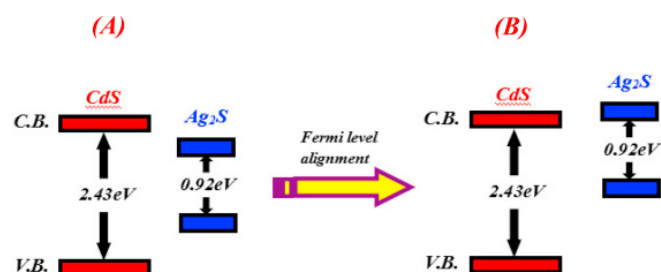 (A)
(B)
CdS
Ag₂S
C.B.
2.43eV
0.92eV
V.B.
Fermi level
alignment
CdS
Ag₂S
C.B.
2.43eV
0.92eV
V.B.